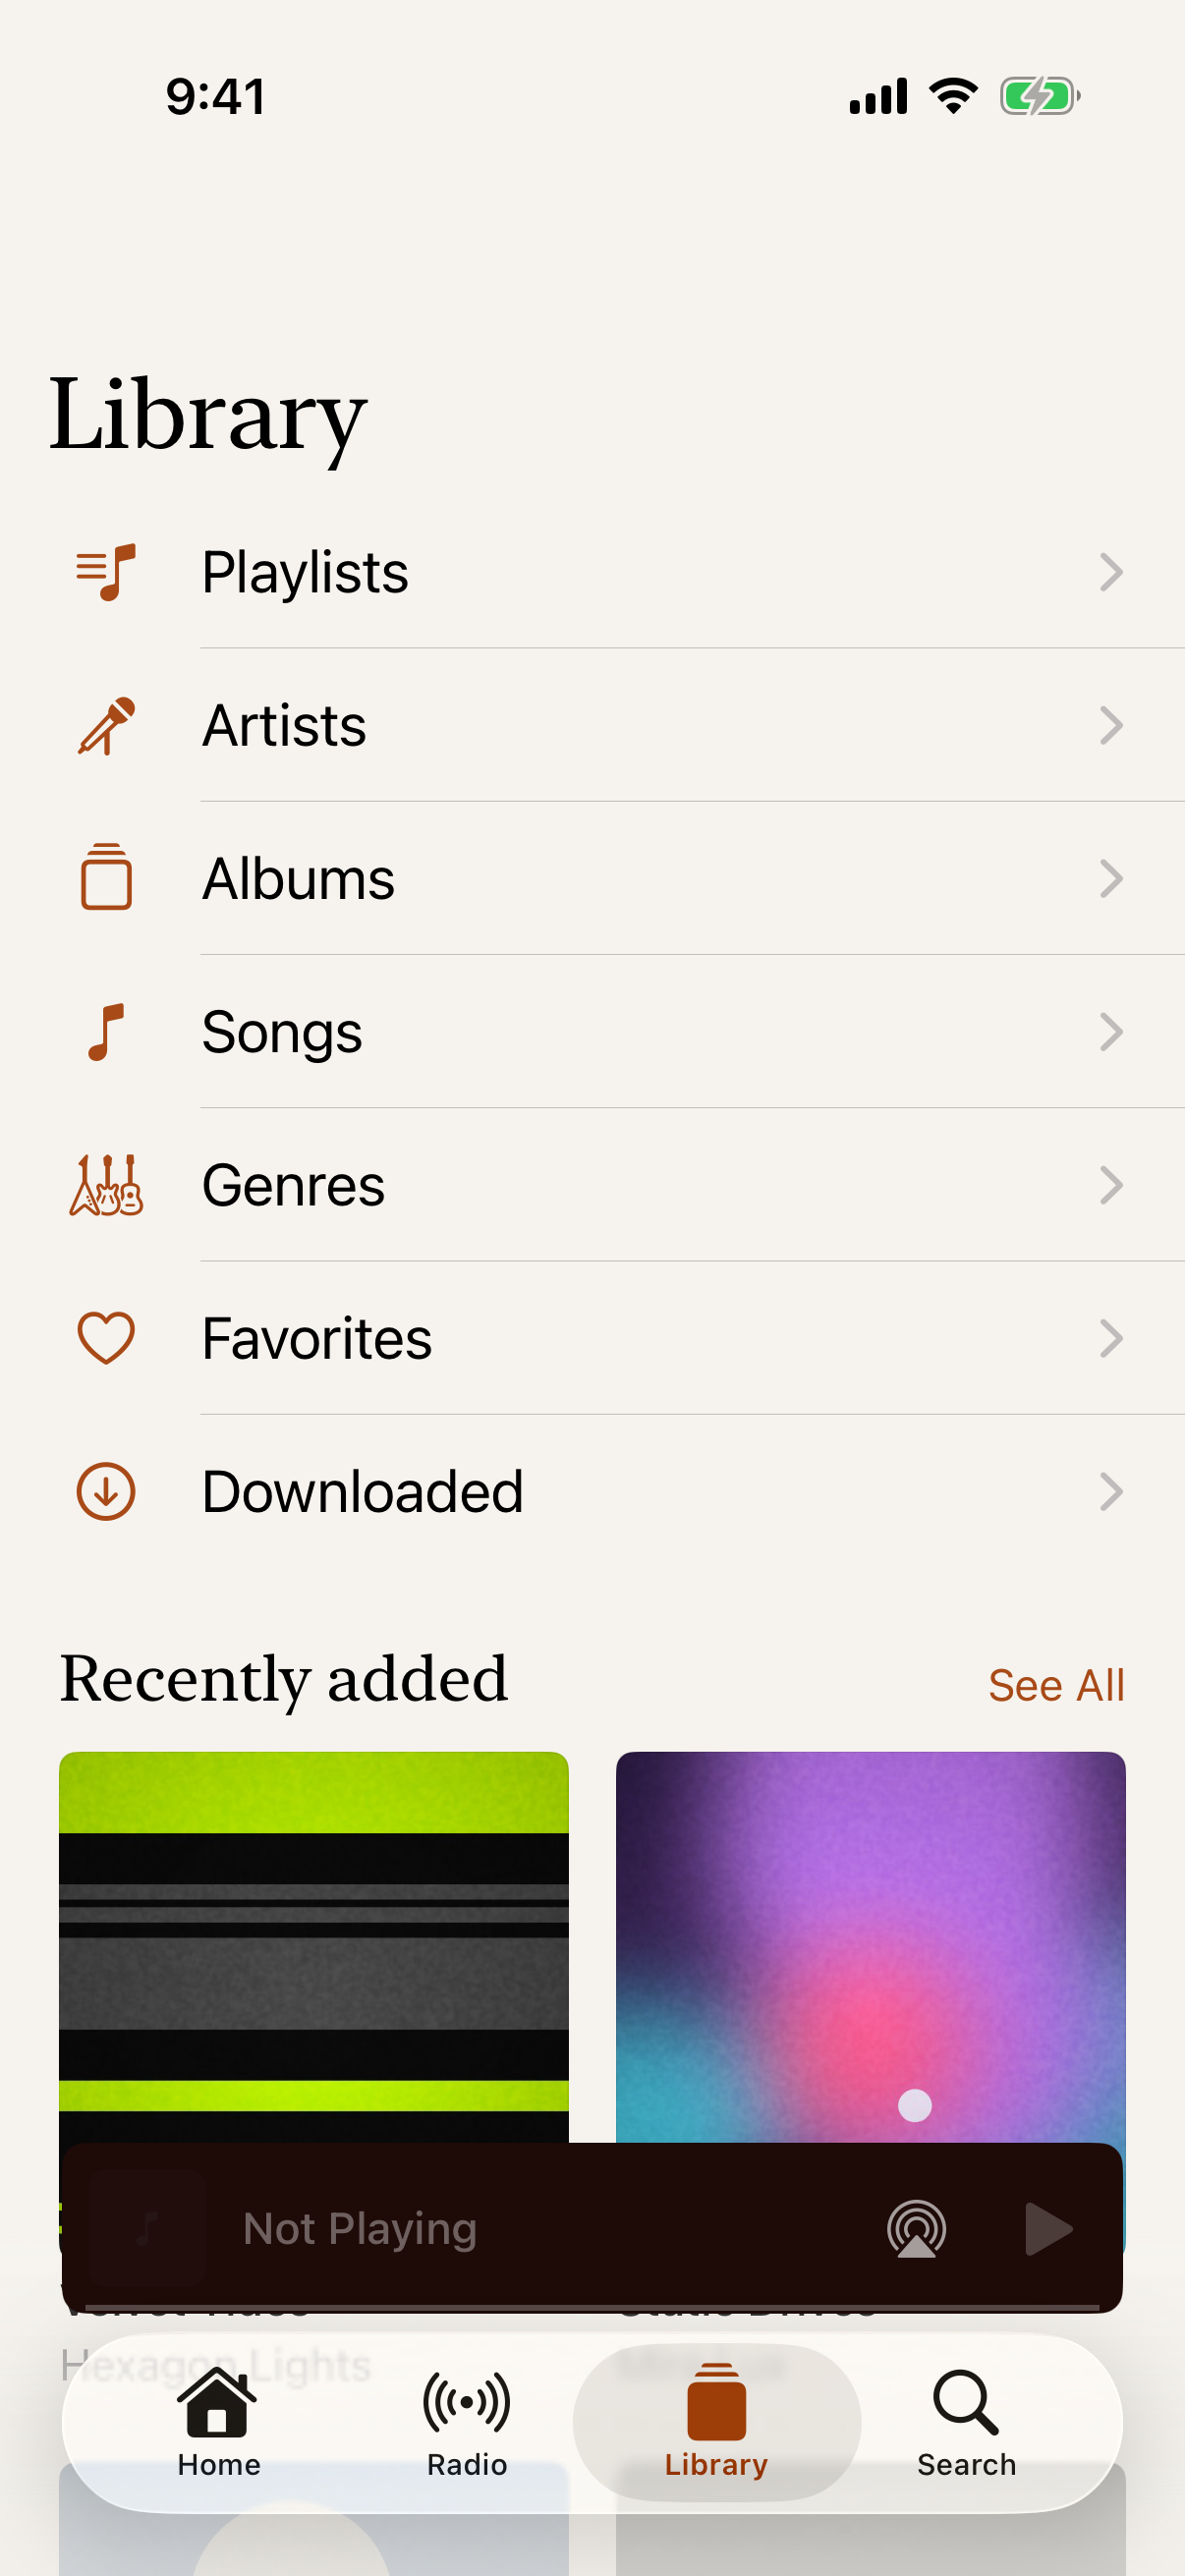 9:41
Library
Playlists
Artists
Albums
Songs
Genres
Favorites
Downloaded
Recently added
See All
Not Playing
Hexagon Lights
Home
Radio
Library
Search